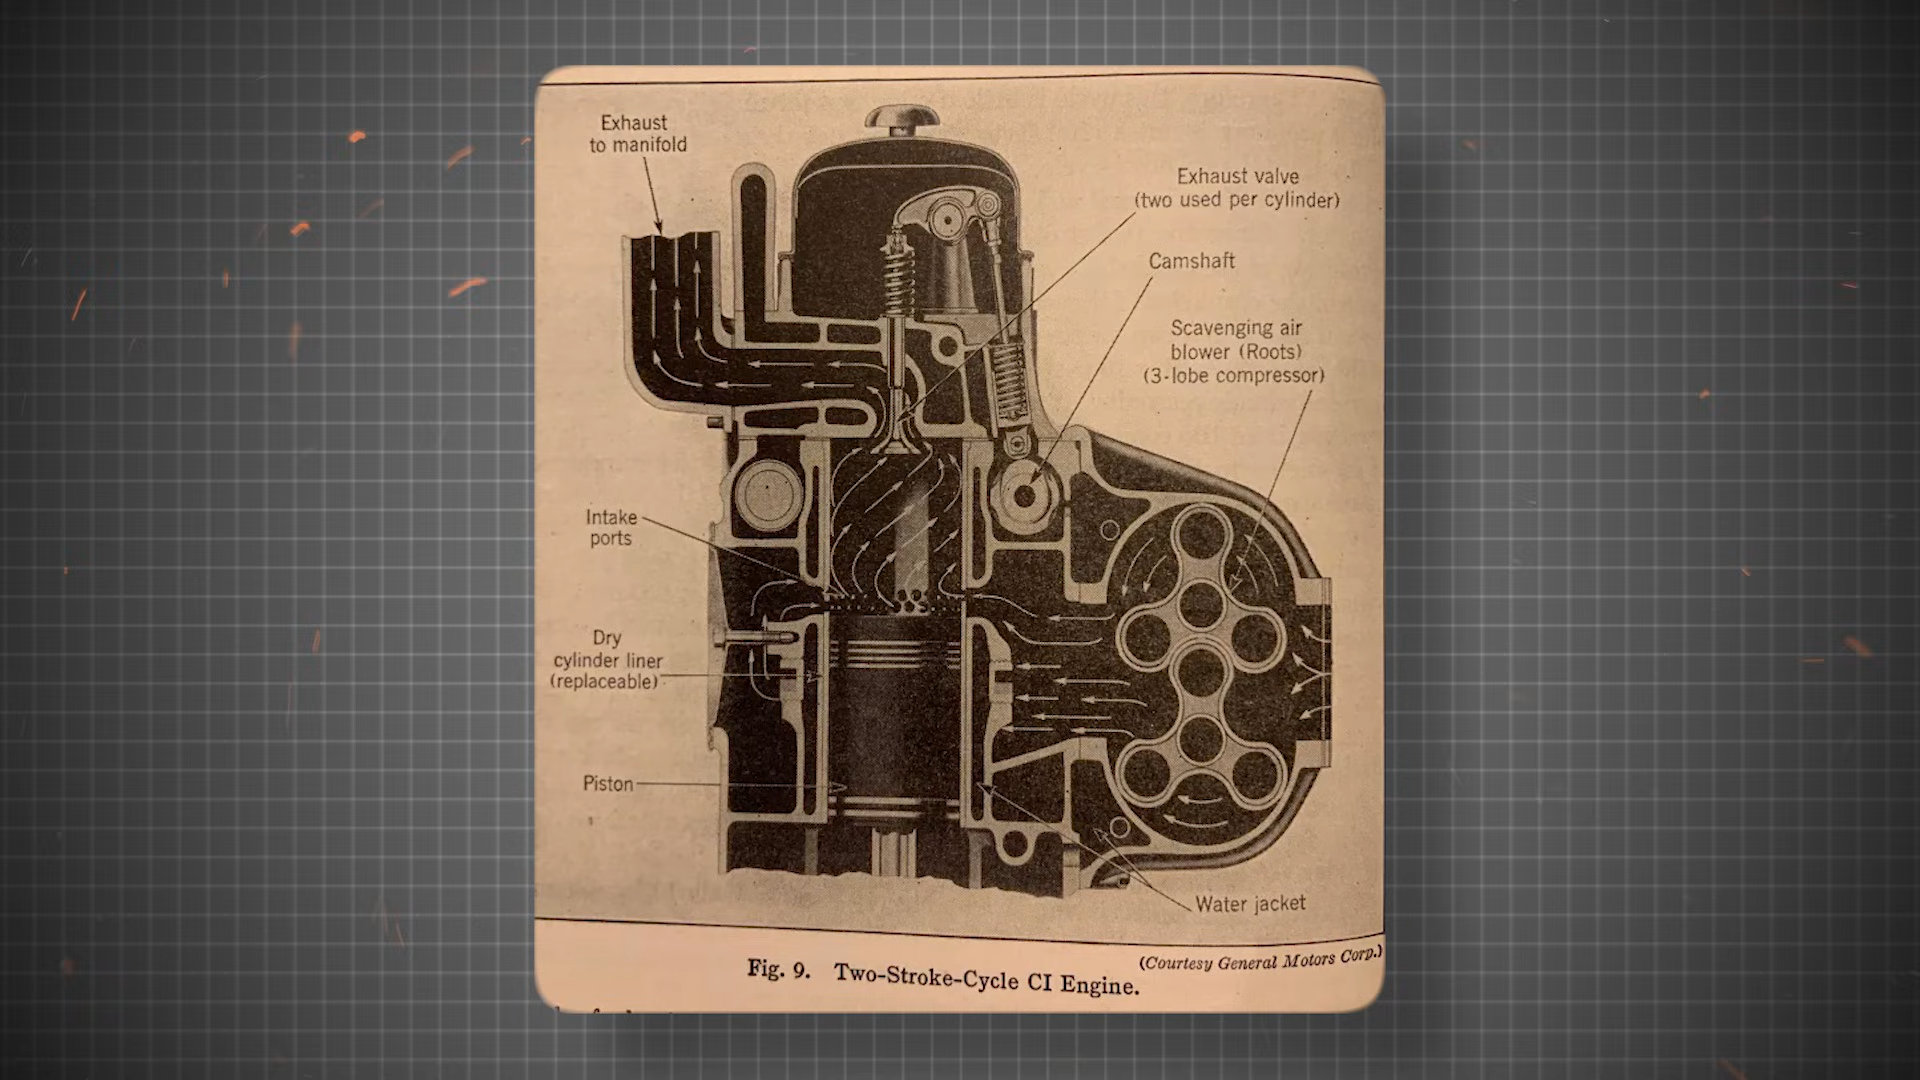 Exhaust
to manifold
Exhaust valve
(two used per cylinder)
Camshaft
Scavenging air
blower (Roots)
(3-lobe compressor)
Intake
ports
Dry
cylinder liner
(replaceable)
Piston
Water jacket
(Courtesy General Motors Corp.)
Fig. 9. Two-Stroke-Cycle CI Engine.